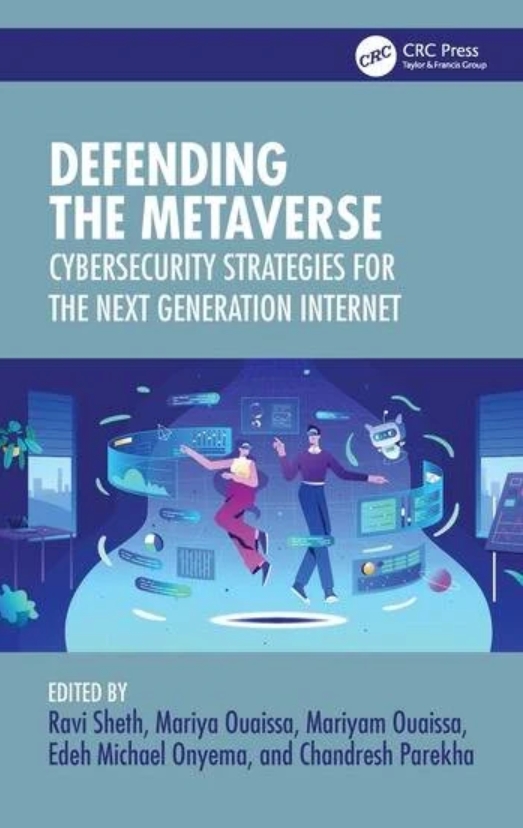 CRC
CRC Press
Taylor & Francis Group
DEFENDING
THE METAVERSE
CYBERSECURITY STRATEGIES FOR
THE NEXT GENERATION INTERNET
EDITED BY
Ravi Sheth, Mariya Ouaissa, Mariyam Ouaissa,
Edeh Michael Onyema, and Chandresh Parekha